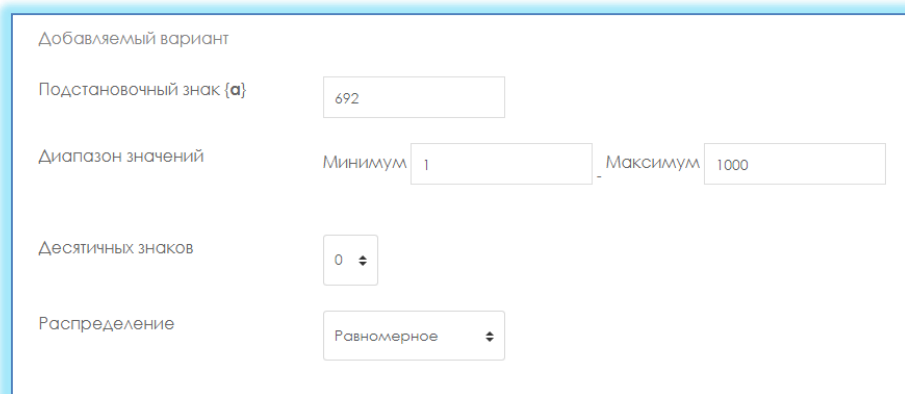 Добавляемый вариант
Подстановочный знак {a} 692
Диапазон значений Минимум 1 - Максимум 1000
Десятичных знаков 0
Распределение Равномерное